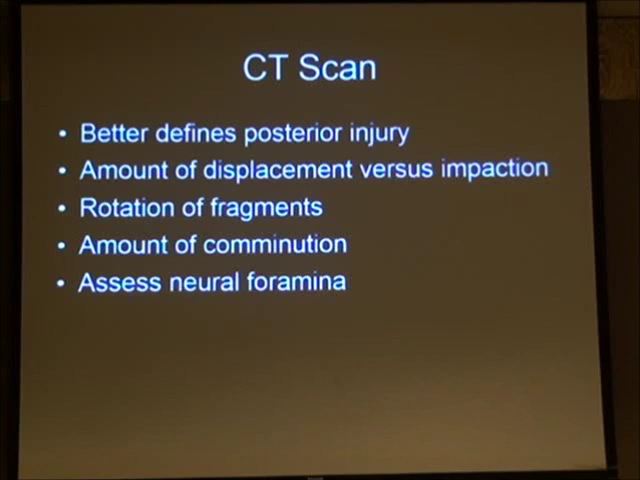 CT Scan
• Better defines posterior injury
• Amount of displacement versus impaction
• Rotation of fragments
• Amount of comminution
• Assess neural foramina